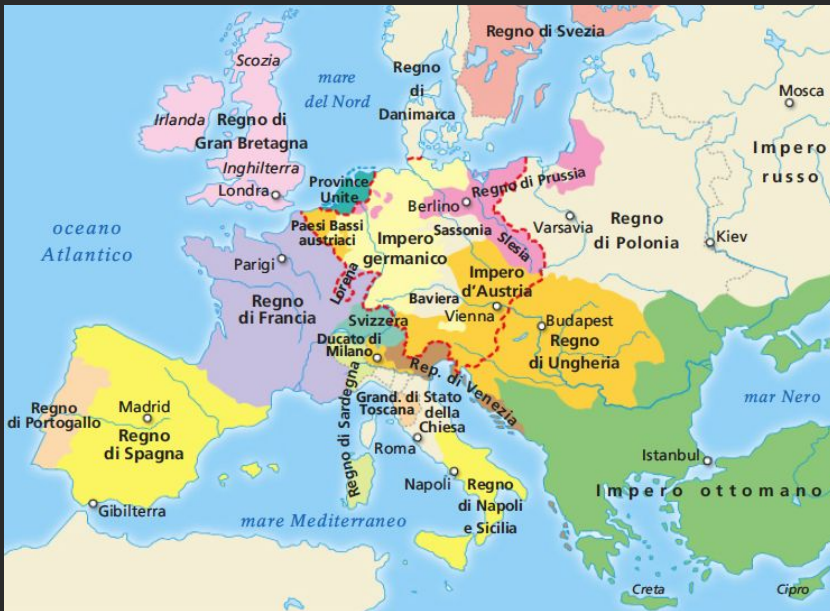 Regno di Svezia
Scozia
mare
del Nord
Regno
di
Danimarca
Mosca
Irlanda
Regno di
Gran Bretagna
Impero
russo
Inghilterra
Londra
Province
Unite
Regno di Prussia
Berlino
oceano
Atlantico
Paesi Bassi
austriaci
Impero
germanico
Sassonia
Slesia
Varsavia
Regno
di Polonia
Kiev
Parigi
Lorena
Impero
d'Austria
Regno
di Francia
Baviera
Vienna
Svizzera
Budapest
Regno
di Ungheria
Ducato di
Milano
Rep. di Venezia
mar Nero
Regno
di Portogallo
Madrid
Regno
di Spagna
Regno di Sardegna
Grand. di
Toscana
Stato
della
Chiesa
Roma
Istanbul
Napoli
Regno
di Napoli
e Sicilia
Impero ottomano
Gibilterra
mare Mediterraneo
Creta
Cipro